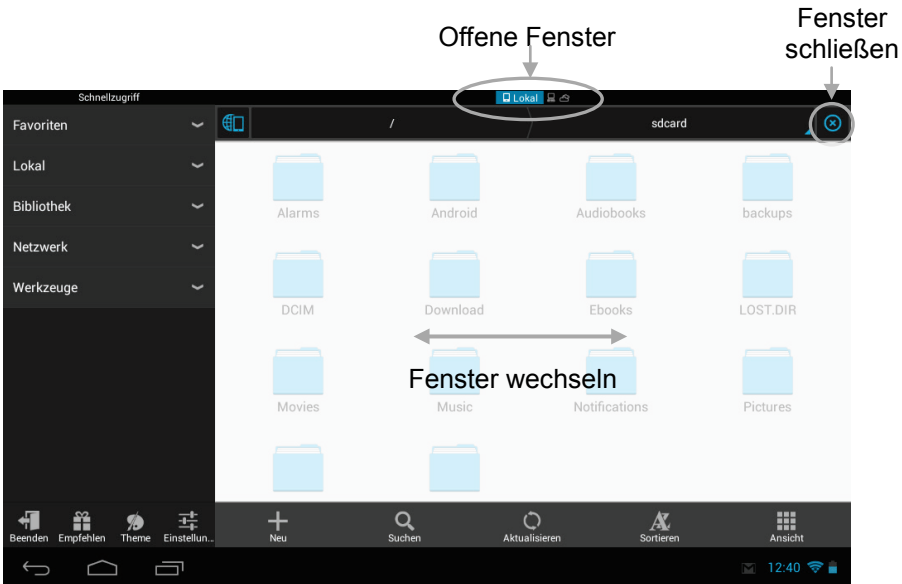 Offene Fenster
Fenster
schließen
Schnellzugriff
Lokal
Favoriten
/
sdcard
Lokal
Bibliothek
Netzwerk
Werkzeuge
Alarms
Android
Audiobooks
backups
DCIM
Download
Ebooks
LOST.DIR
Fenster wechseln
Movies
Music
Notifications
Pictures
Beenden
Empfehlen
Theme
Einstellun...
Neu
Suchen
Aktualisieren
Sortieren
Ansicht
12:40